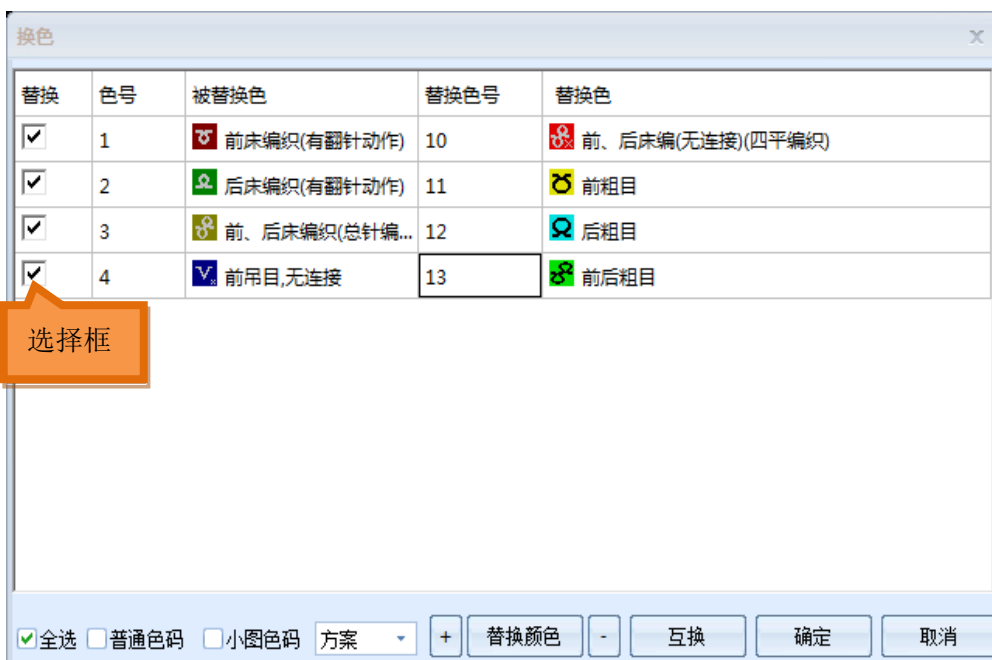 换色
替换 色号 被替换色 替换色号 替换色
1 前床编织(有翻针动作) 10 前、后床编(无连接)(四平编织)
2 后床编织(有翻针动作) 11 前粗目
3 前、后床编织(总针编... 12 后粗目
4 前吊目,无连接 13 前后粗目
选择框
全选 普通色码 小图色码 方案 + 替换颜色 - 互换 确定 取消